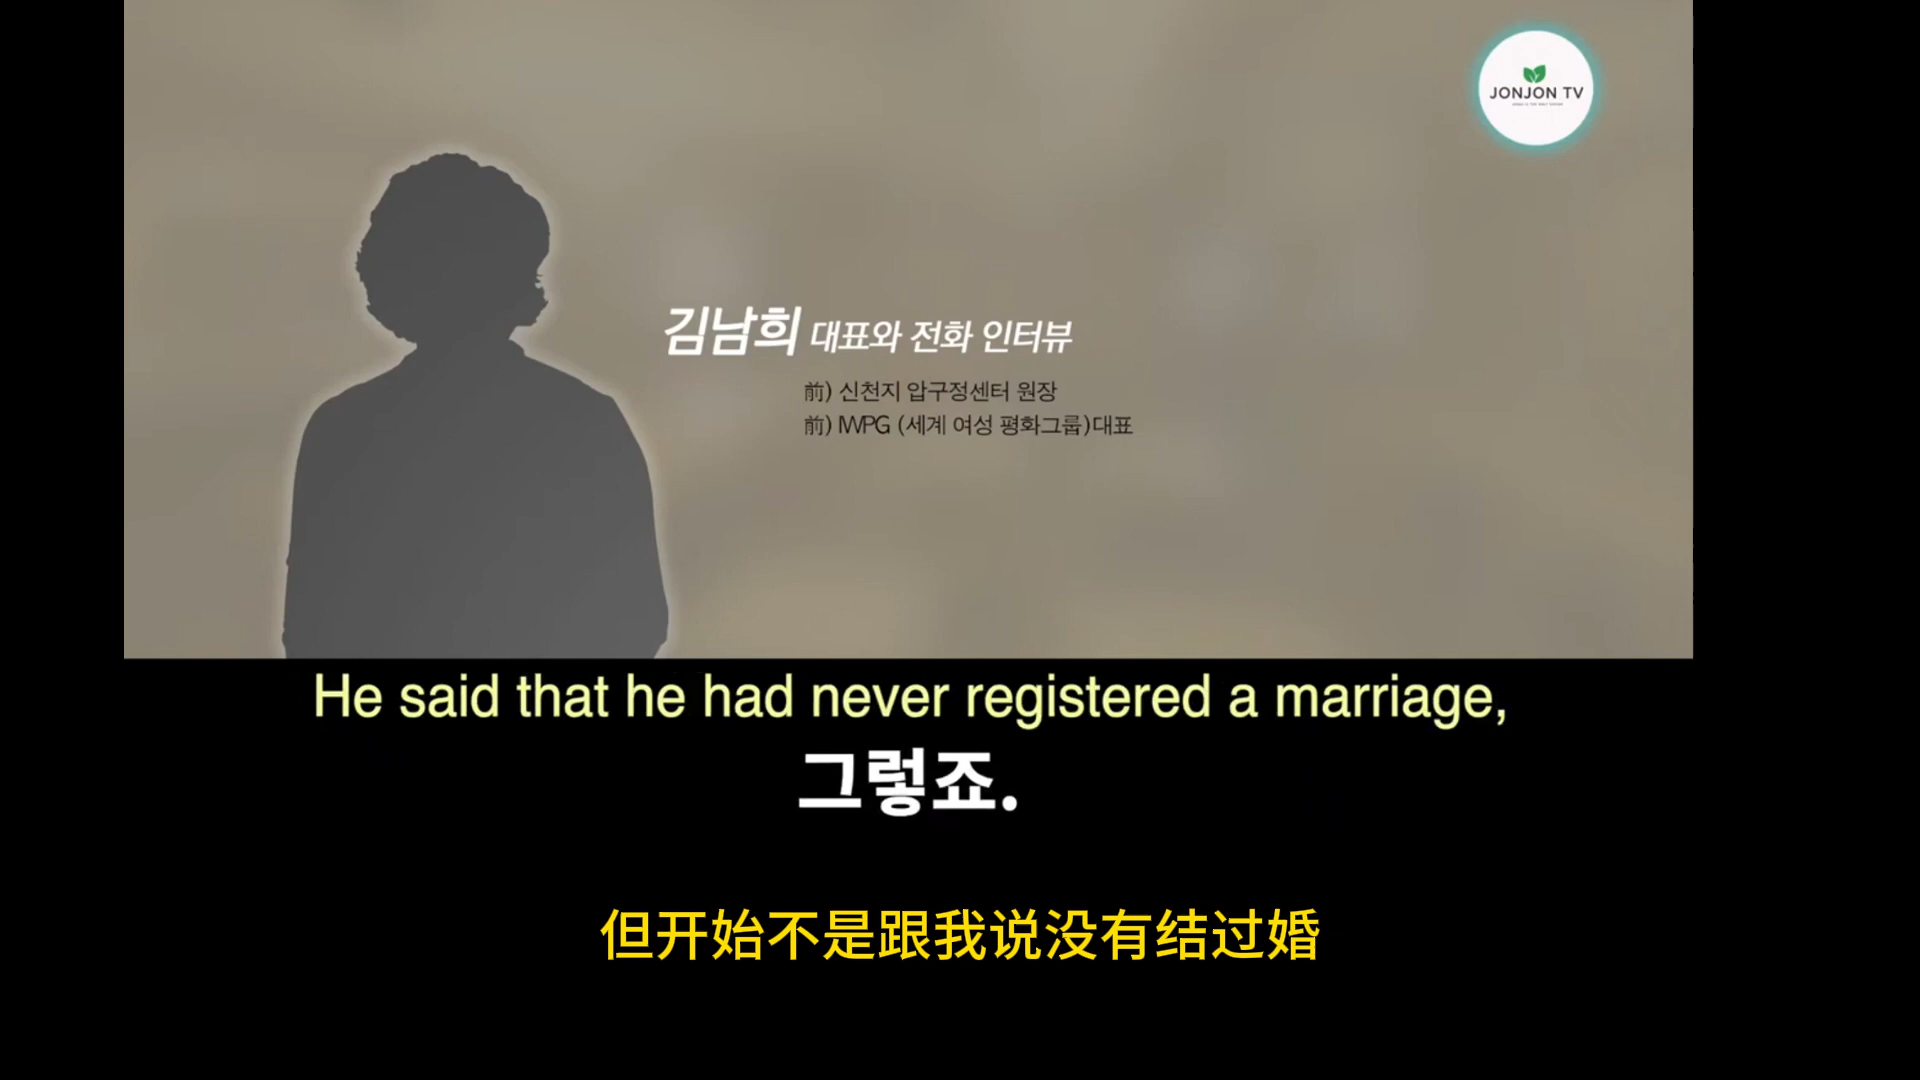 JONJON TV
김남희 대표와 전화 인터뷰
前) 신천지 압구정센터 원장
前) IWPG (세계 여성 평화그룹)대표
He said that he had never registered a marriage,
그렇죠.
但开始不是跟我说没有结过婚